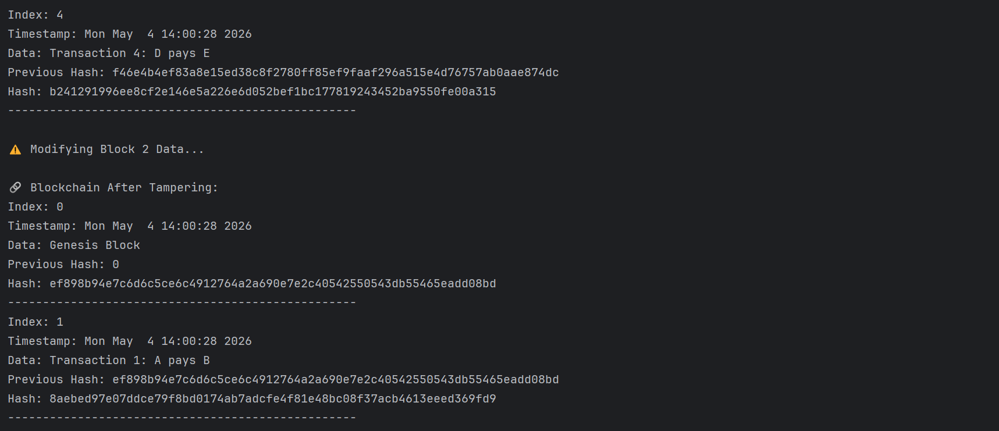 Index: 4
Timestamp: Mon May  4 14:00:28 2026
Data: Transaction 4: D pays E
Previous Hash: f46e4b4ef83a8e15ed38c8f2780ff85ef9faaf296a515e4d76757ab0aae874dc
Hash: b241291996ee8cf2e146e5a226e6d052bef1bc177819243452ba9550fe00a315
--------------------------------------------------
⚠️ Modifying Block 2 Data...
🔗 Blockchain After Tampering:
Index: 0
Timestamp: Mon May  4 14:00:28 2026
Data: Genesis Block
Previous Hash: 0
Hash: ef898b94e7c6d6c5ce6c4912764a2a690e7e2c40542550543db55465eadd08bd
--------------------------------------------------
Index: 1
Timestamp: Mon May  4 14:00:28 2026
Data: Transaction 1: A pays B
Previous Hash: ef898b94e7c6d6c5ce6c4912764a2a690e7e2c40542550543db55465eadd08bd
Hash: 8aebed97e07ddce79f8bd0174ab7adcfe4f81e48bc08f37acb4613eeed369fd9
--------------------------------------------------